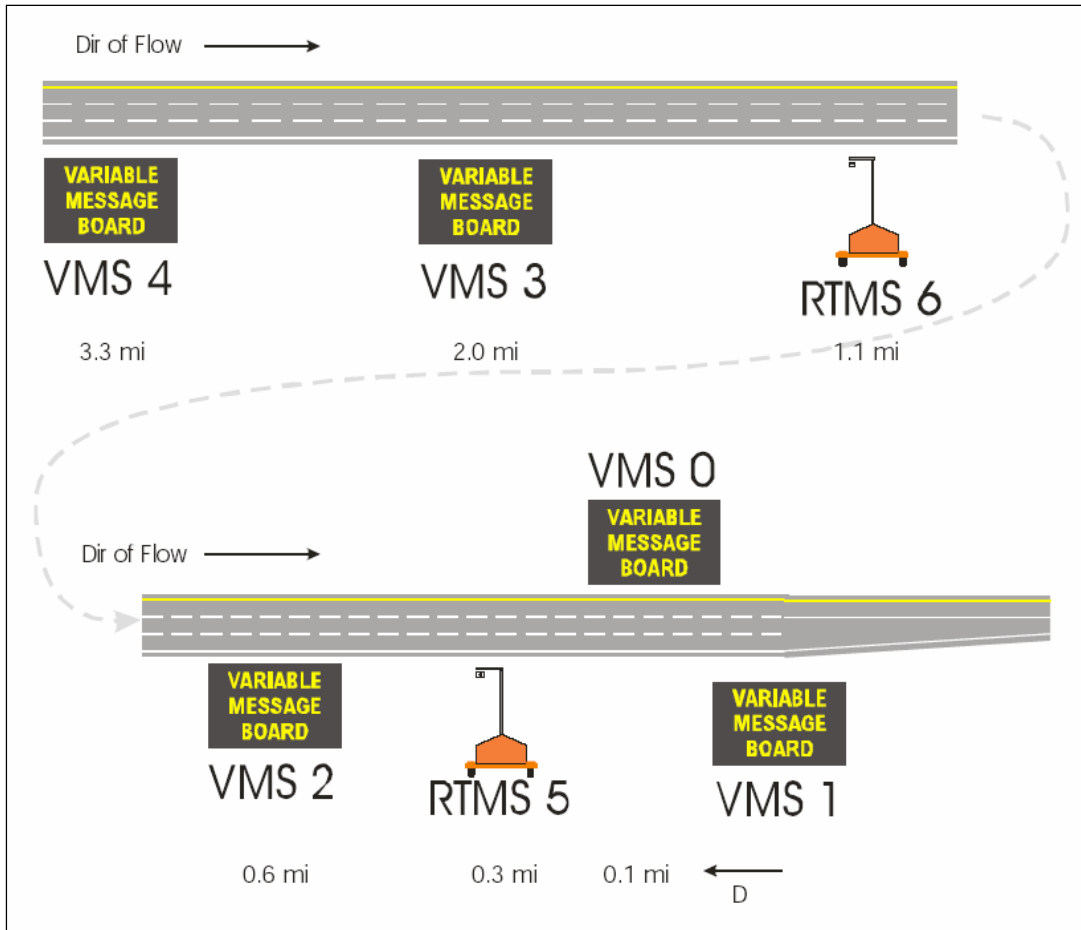 Dir of Flow
VARIABLE
MESSAGE
BOARD
VARIABLE
MESSAGE
BOARD
VMS 4
VMS 3
RTMS 6
3.3 mi
2.0 mi
1.1 mi
VMS 0
VARIABLE
MESSAGE
BOARD
Dir of Flow
VARIABLE
MESSAGE
BOARD
VARIABLE
MESSAGE
BOARD
VMS 2
RTMS 5
VMS 1
0.6 mi
0.3 mi
0.1 mi
D